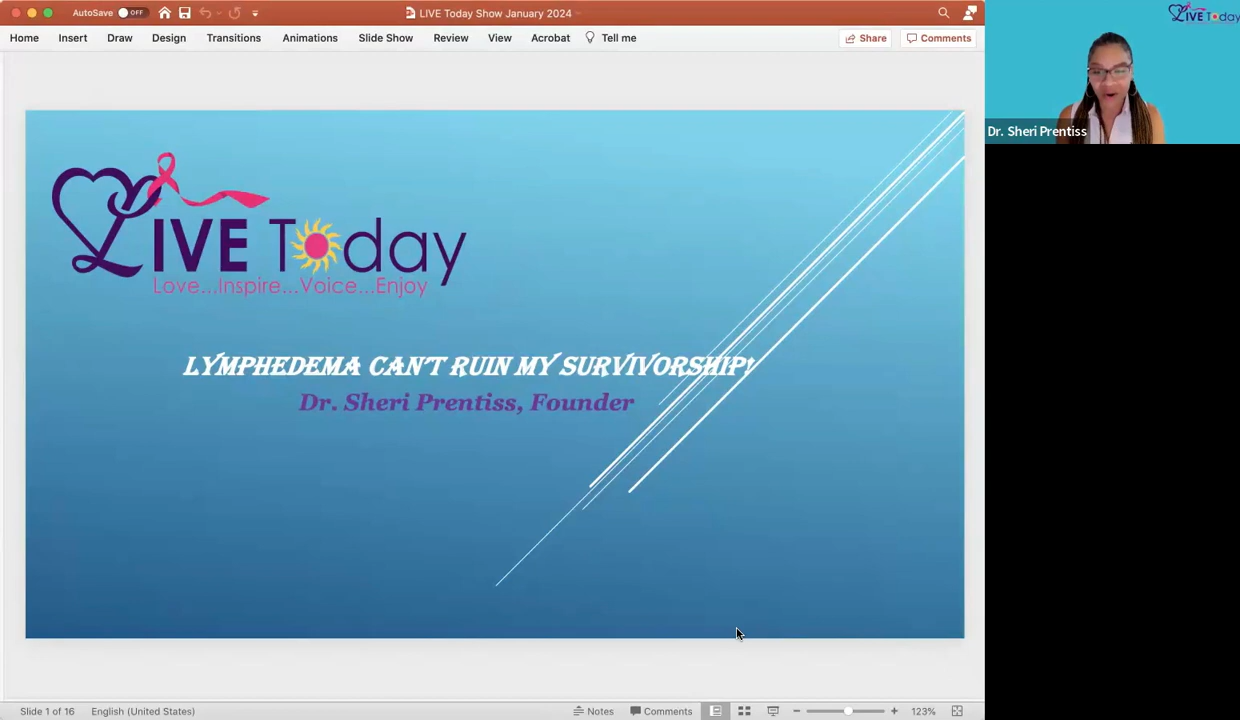 AutoSave OFF
LIVE Today Show January 2024
Home Insert Draw Design Transitions Animations Slide Show Review View Acrobat Tell me
Share Comments
LIVE Today
Love...Inspire...Voice...Enjoy
LYMPHEDEMA CAN'T RUIN MY SURVIVORSHIP!
Dr. Sheri Prentiss, Founder
LIVE Today
Dr. Sheri Prentiss
Slide 1 of 16 English (United States)
Notes Comments 123%